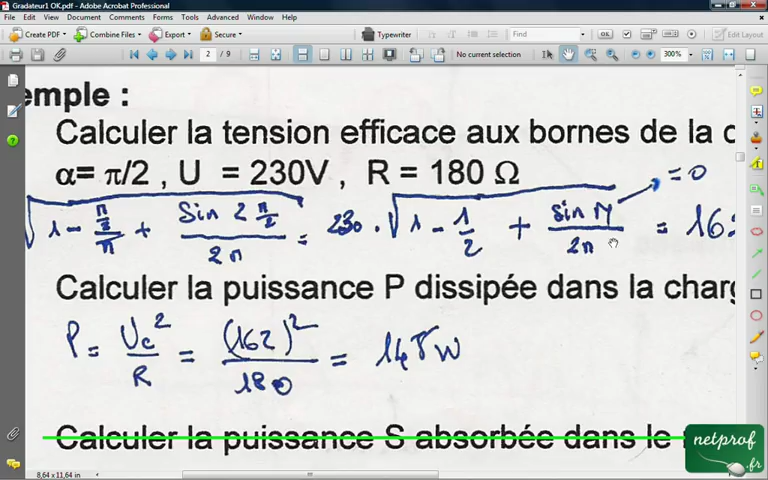 Gradateur1 OK.pdf - Adobe Acrobat Professional
File Edit View Document Comments Forms Tools Advanced Window Help
Create PDF Combine Files Export Secure Typewriter No current selection Find Edit Layout
2 / 9 300%
emple :
Calculer la tension efficace aux bornes de la c
α= π/2 , U = 230V , R = 180 Ω
√ 1 - π/2/π + Sin 2 π/2 / 2π = 230 . √ 1 - 1/2 + sin π / 2π = 162
= 0
Calculer la puissance P dissipée dans la charg
P = Uc² / R = (162)² / 180 = 145 W
Calculer la puissance S absorbée dans le
8,64 x 11,64 in
netprof
.fr